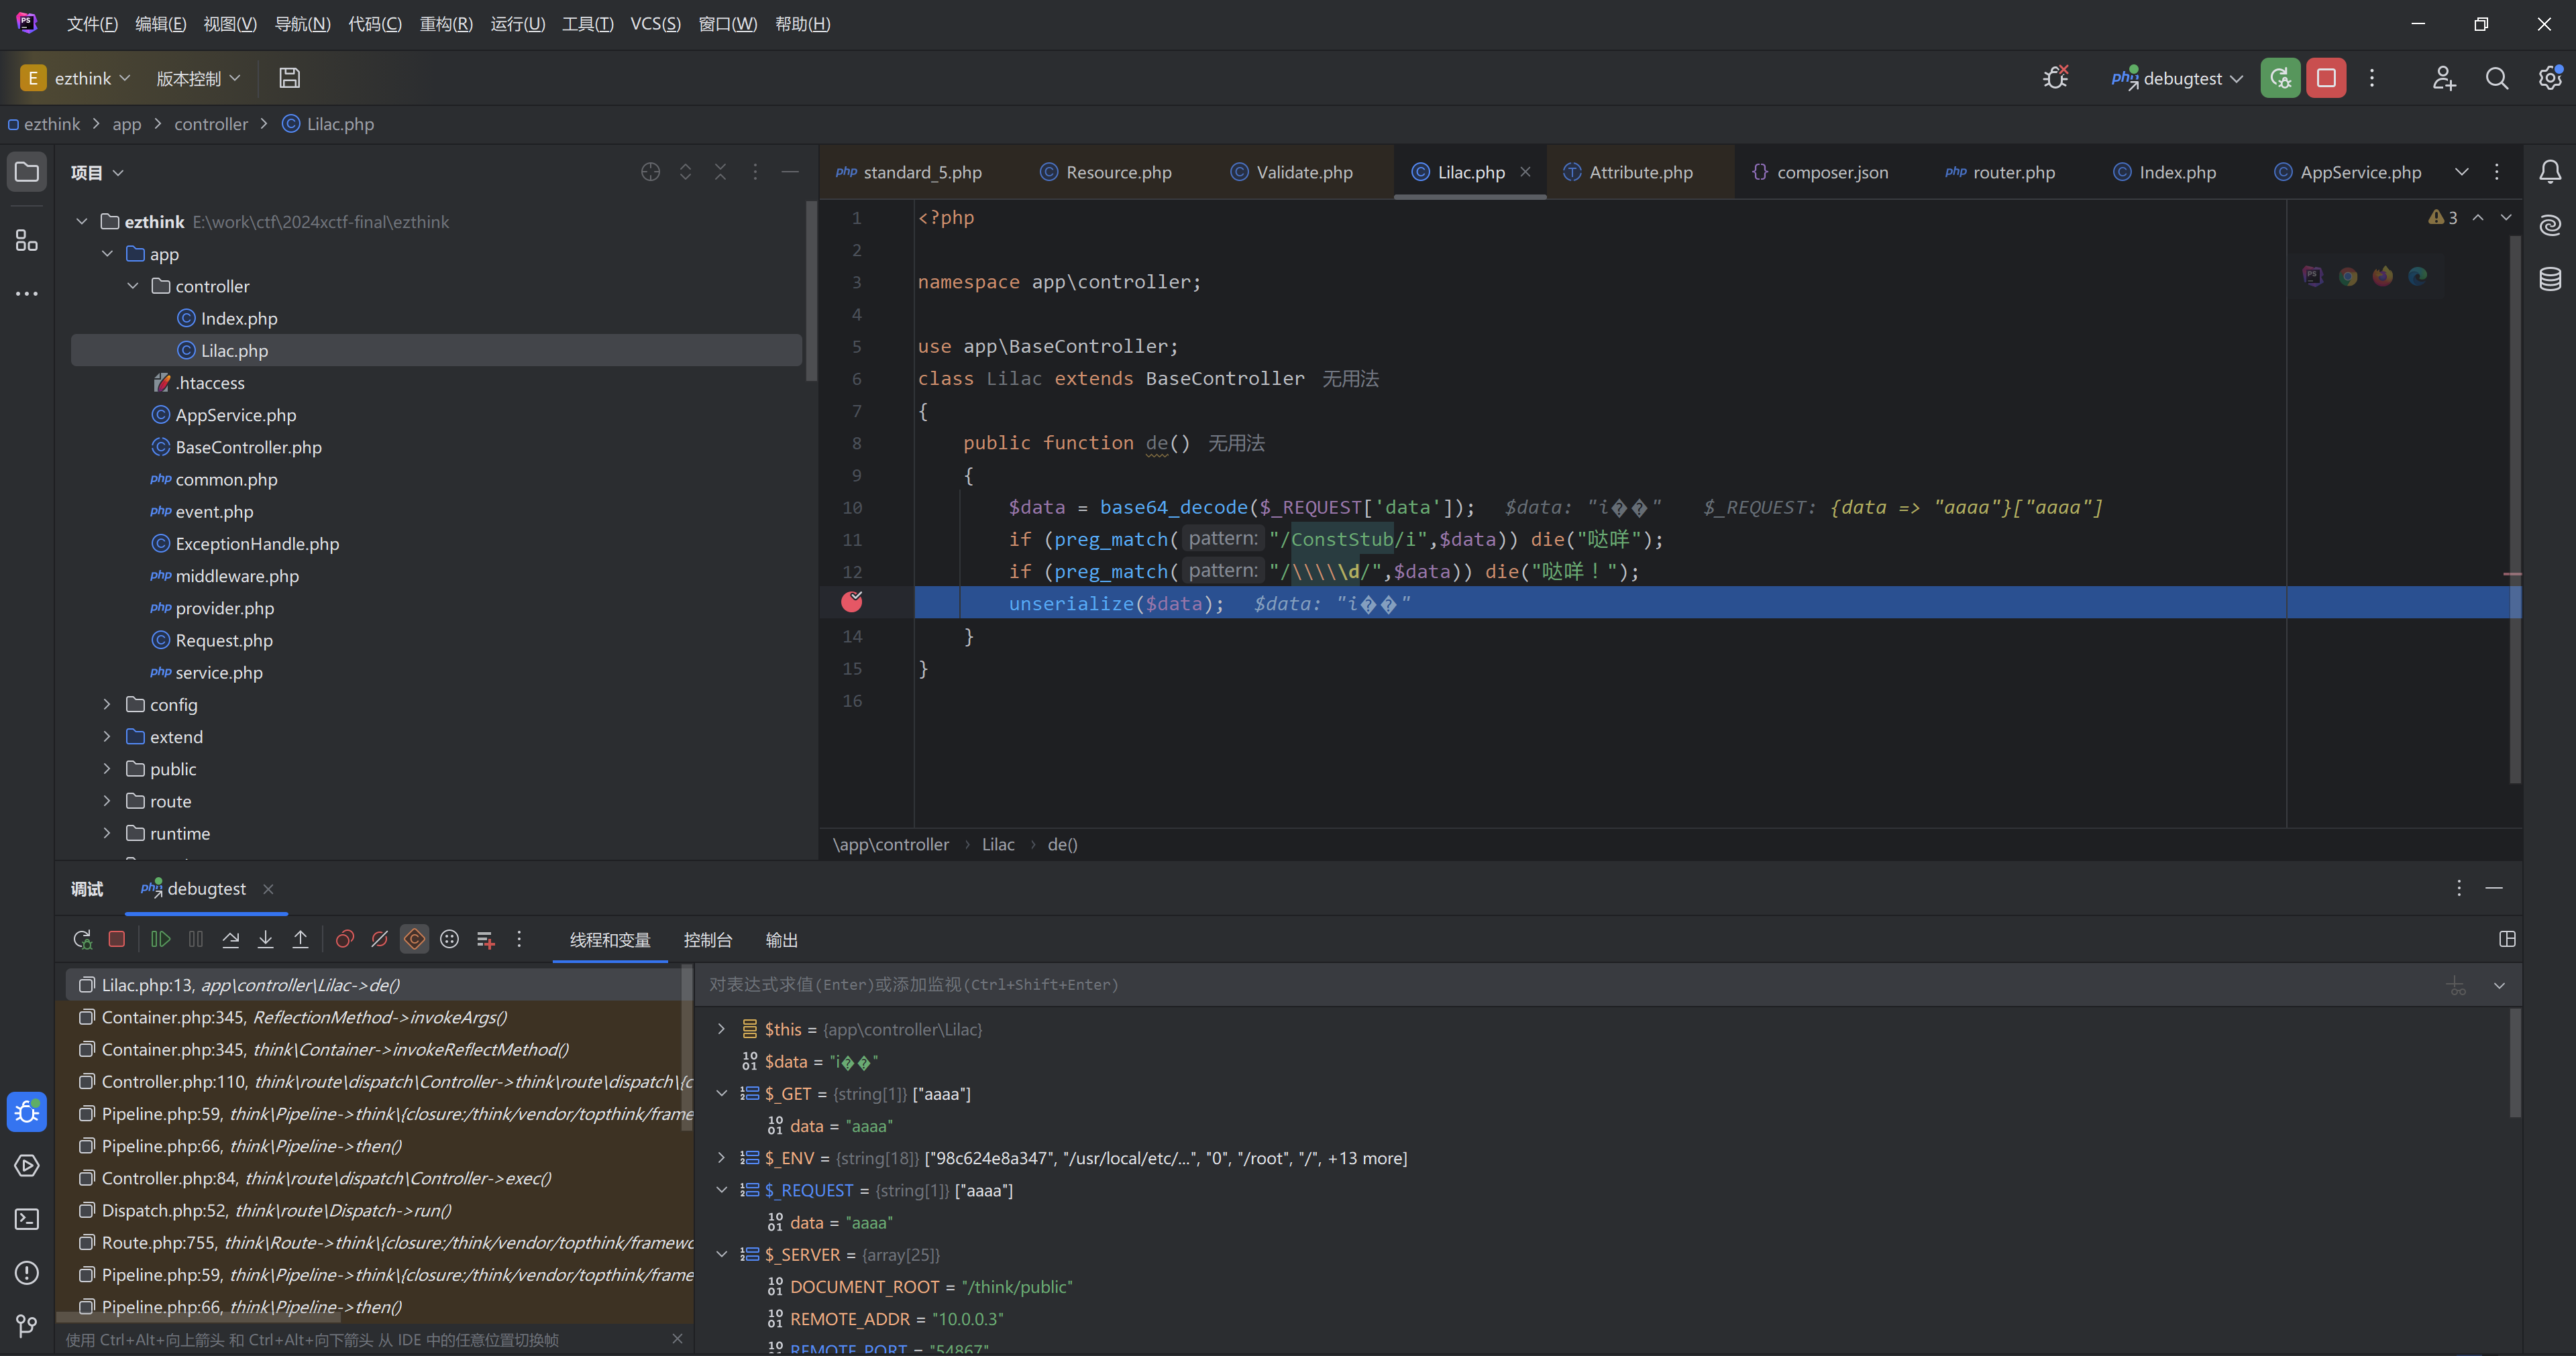 文件(F) 编辑(E) 视图(V) 导航(N) 代码(C) 重构(R) 运行(U) 工具(T) VCS(S) 窗口(W) 帮助(H)
E ezthink 版本控制 debugtest
ezthink app controller Lilac.php
项目
ezthink E:\work\ctf\2024xctf-final\ezthink
app
controller
Index.php
Lilac.php
.htaccess
AppService.php
BaseController.php
common.php
event.php
ExceptionHandle.php
middleware.php
provider.php
Request.php
service.php
config
extend
public
route
runtime
standard_5.php Resource.php Validate.php Lilac.php Attribute.php composer.json router.php Index.php AppService.php
3
1 <?php
2
3 namespace app\controller;
4
5 use app\BaseController;
6 class Lilac extends BaseController 无用法
7 {
8 public function de() 无用法
9 {
10 $data = base64_decode($_REQUEST['data']); $data: "i��" $_REQUEST: {data => "aaaa"}["aaaa"]
11 if (preg_match( pattern: "/ConstStub/i",$data)) die("哒咩");
12 if (preg_match( pattern: "/\\\\\d/",$data)) die("哒咩！");
unserialize($data); $data: "i��"
14 }
15 }
16
\app\controller Lilac de()
调试 debugtest
线程和变量 控制台 输出
Lilac.php:13, app\controller\Lilac->de()
Container.php:345, ReflectionMethod->invokeArgs()
Container.php:345, think\Container->invokeReflectMethod()
Controller.php:110, think\route\dispatch\Controller->think\route\dispatch\{c
Pipeline.php:59, think\Pipeline->think\{closure:/think/vendor/topthink/frame
Pipeline.php:66, think\Pipeline->then()
Controller.php:84, think\route\dispatch\Controller->exec()
Dispatch.php:52, think\route\Dispatch->run()
Route.php:755, think\Route->think\{closure:/think/vendor/topthink/framewo
Pipeline.php:59, think\Pipeline->think\{closure:/think/vendor/topthink/frame
Pipeline.php:66, think\Pipeline->then()
使用 Ctrl+Alt+向上箭头 和 Ctrl+Alt+向下箭头 从 IDE 中的任意位置切换帧
对表达式求值(Enter)或添加监视(Ctrl+Shift+Enter)
$this = {app\controller\Lilac}
$data = "i��"
$_GET = {string[1]} ["aaaa"]
data = "aaaa"
$_ENV = {string[18]} ["98c624e8a347", "/usr/local/etc/...", "0", "/root", "/", +13 more]
$_REQUEST = {string[1]} ["aaaa"]
data = "aaaa"
$_SERVER = {array[25]}
DOCUMENT_ROOT = "/think/public"
REMOTE_ADDR = "10.0.0.3"
REMOTE_PORT = "54867"